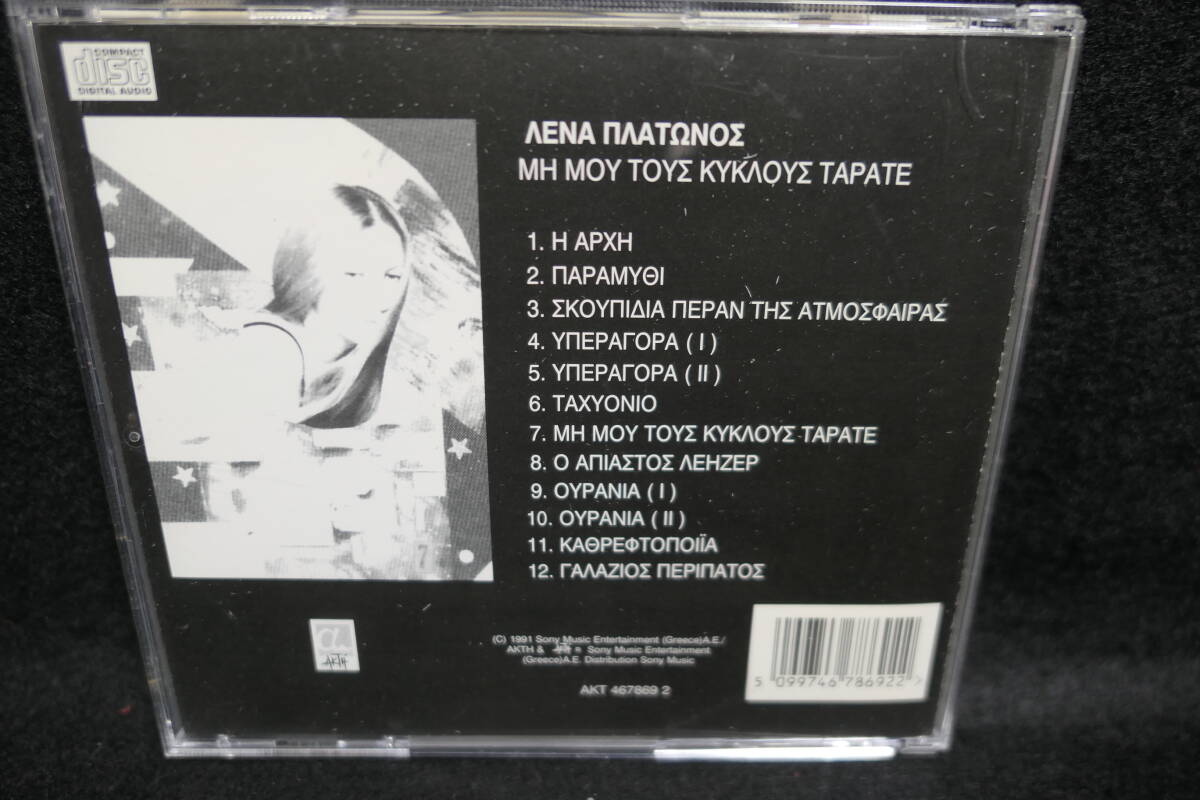 COMPACT
disc
DIGITAL AUDIO
ΛΕΝΑ ΠΛΑΤΩΝΟΣ
ΜΗ ΜΟΥ ΤΟΥΣ ΚΥΚΛΟΥΣ ΤΑΡΑΤΕ
1. Η ΑΡΧΗ
2. ΠΑΡΑΜΥΘΙ
3. ΣΚΟΥΠΙΔΙΑ ΠΕΡΑΝ ΤΗΣ ΑΤΜΟΣΦΑΙΡΑΣ
4. ΥΠΕΡΑΓΟΡΑ ( Ι )
5. ΥΠΕΡΑΓΟΡΑ ( ΙΙ )
6. ΤΑΧΥΟΝΙΟ
7. ΜΗ ΜΟΥ ΤΟΥΣ ΚΥΚΛΟΥΣ ΤΑΡΑΤΕ
8. Ο ΑΠΙΑΣΤΟΣ ΛΕΗΖΕΡ
9. ΟΥΡΑΝΙΑ ( Ι )
10. ΟΥΡΑΝΙΑ ( ΙΙ )
11. ΚΑΘΡΕΦΤΟΠΟΙΪΑ
12. ΓΑΛΑΖΙΟΣ ΠΕΡΙΠΑΤΟΣ
α.
ΑΚΤΗ
(C) 1991 Sony Music Entertainment (Greece)A.E./
ΑΚΤΗ & = Sony Music Entertainment
(Greece)A.E. Distribution Sony Music
AKT 467869 2
5 099746 786922 >